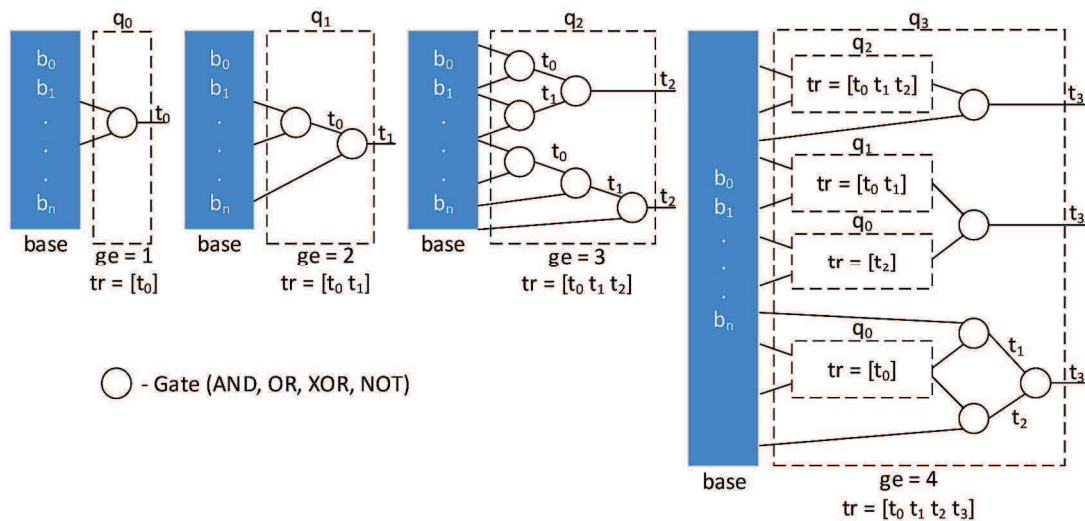 q₀
b₀
b₁
.
.
.
bₙ
t₀
base
ge = 1
tr = [t₀]
q₁
b₀
b₁
.
.
.
bₙ
t₀
t₁
base
ge = 2
tr = [t₀ t₁]
q₂
b₀
b₁
.
.
.
bₙ
t₀
t₁
t₂
t₀
t₁
t₂
base
ge = 3
tr = [t₀ t₁ t₂]
q₃
b₀
b₁
.
.
.
bₙ
q₂
tr = [t₀ t₁ t₂]
t₃
q₁
tr = [t₀ t₁]
q₀
tr = [t₂]
t₃
q₀
tr = [t₀]
t₁
t₂
t₃
base
ge = 4
tr = [t₀ t₁ t₂ t₃]
- Gate (AND, OR, XOR, NOT)